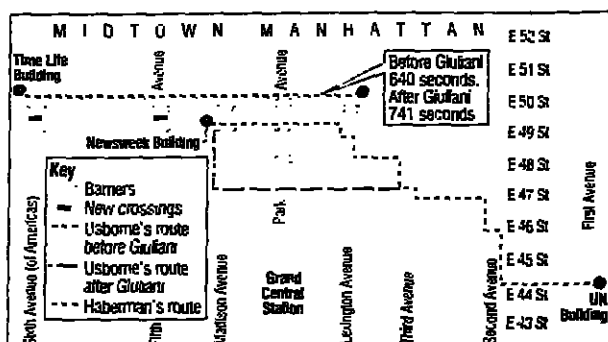 MIDTOWN MANHATTAN
E 52 St
Time Life
Building
Avenue
Avenue
Before Giuliani
640 seconds.
After Giuliani
741 seconds
E 51 St
E 50 St
E 49 St
Newsweek Building
E 48 St
E 47 St
E 46 St
E 45 St
E 44 St
E 43 St
Key
Barriers
New crossings
Usborne's route
before Giuliani
Usborne's route
after Giuliani
Haberman's route
Sixth Avenue (of Americas)
Fifth
Madison Avenue
Park
Grand
Central
Station
Lexington Avenue
Third Avenue
Second Avenue
First Avenue
UN
Building